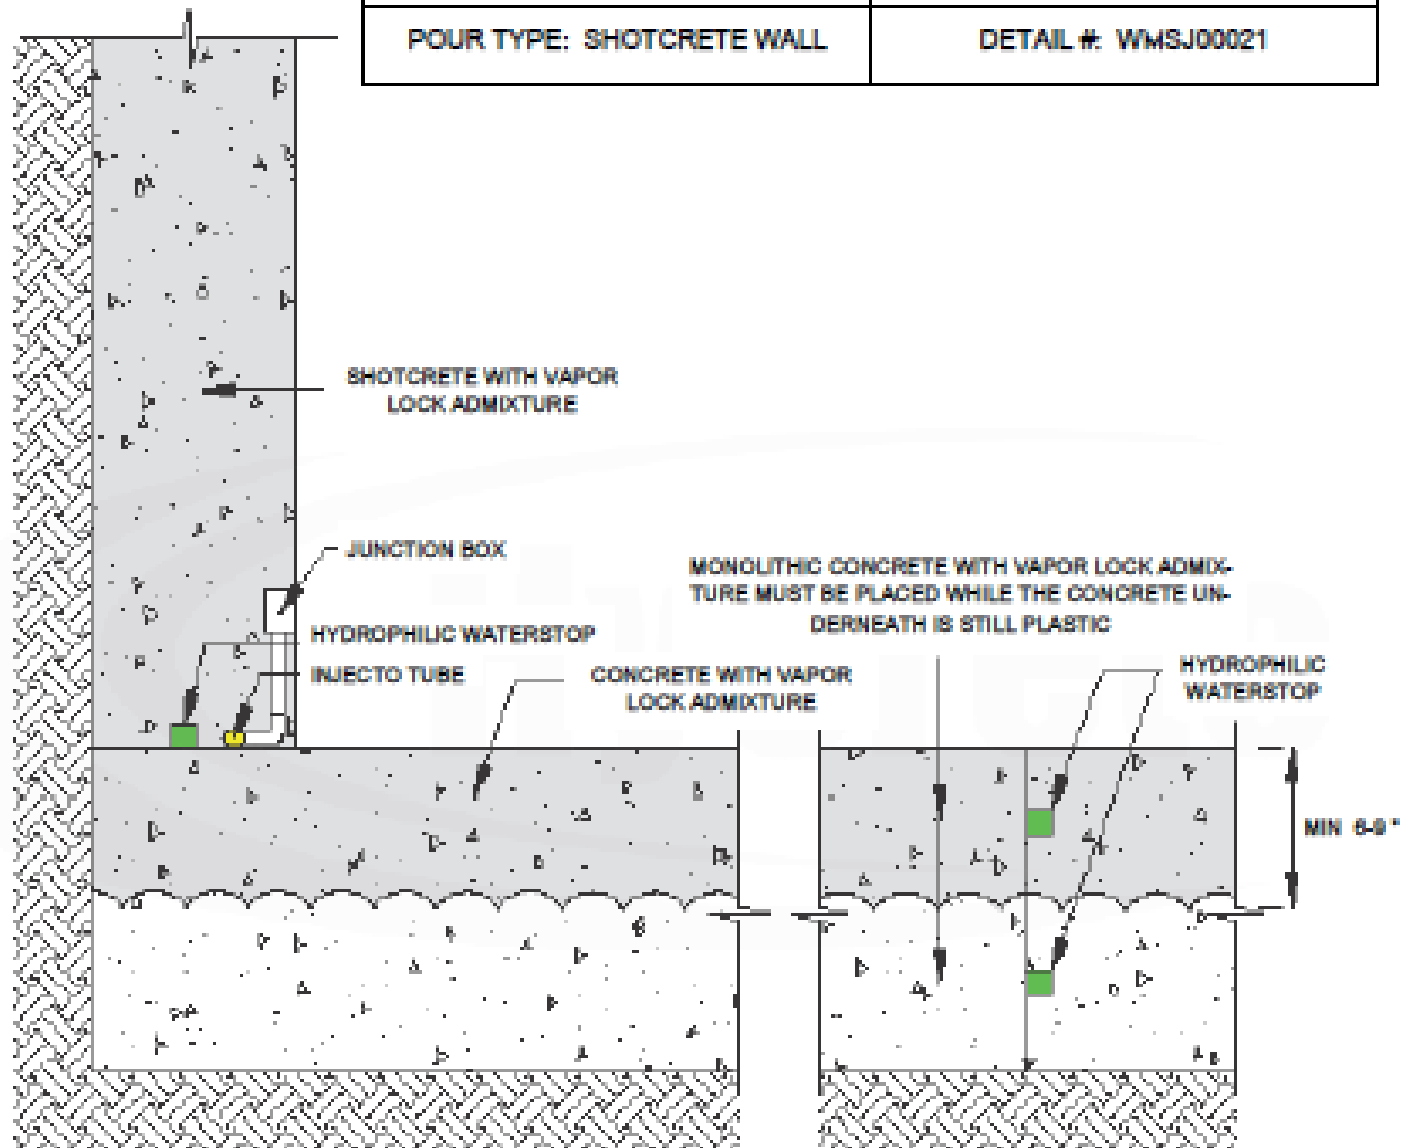 POUR TYPE: SHOTCRETE WALL
DETAIL #: WMSJ00021
SHOTCRETE WITH VAPOR
LOCK ADMIXTURE
JUNCTION BOX
HYDROPHILIC WATERSTOP
INJECTO TUBE
CONCRETE WITH VAPOR
LOCK ADMIXTURE
MONOLITHIC CONCRETE WITH VAPOR LOCK ADMIX-
TURE MUST BE PLACED WHILE THE CONCRETE UN-
DERNEATH IS STILL PLASTIC
HYDROPHILIC
WATERSTOP
MIN